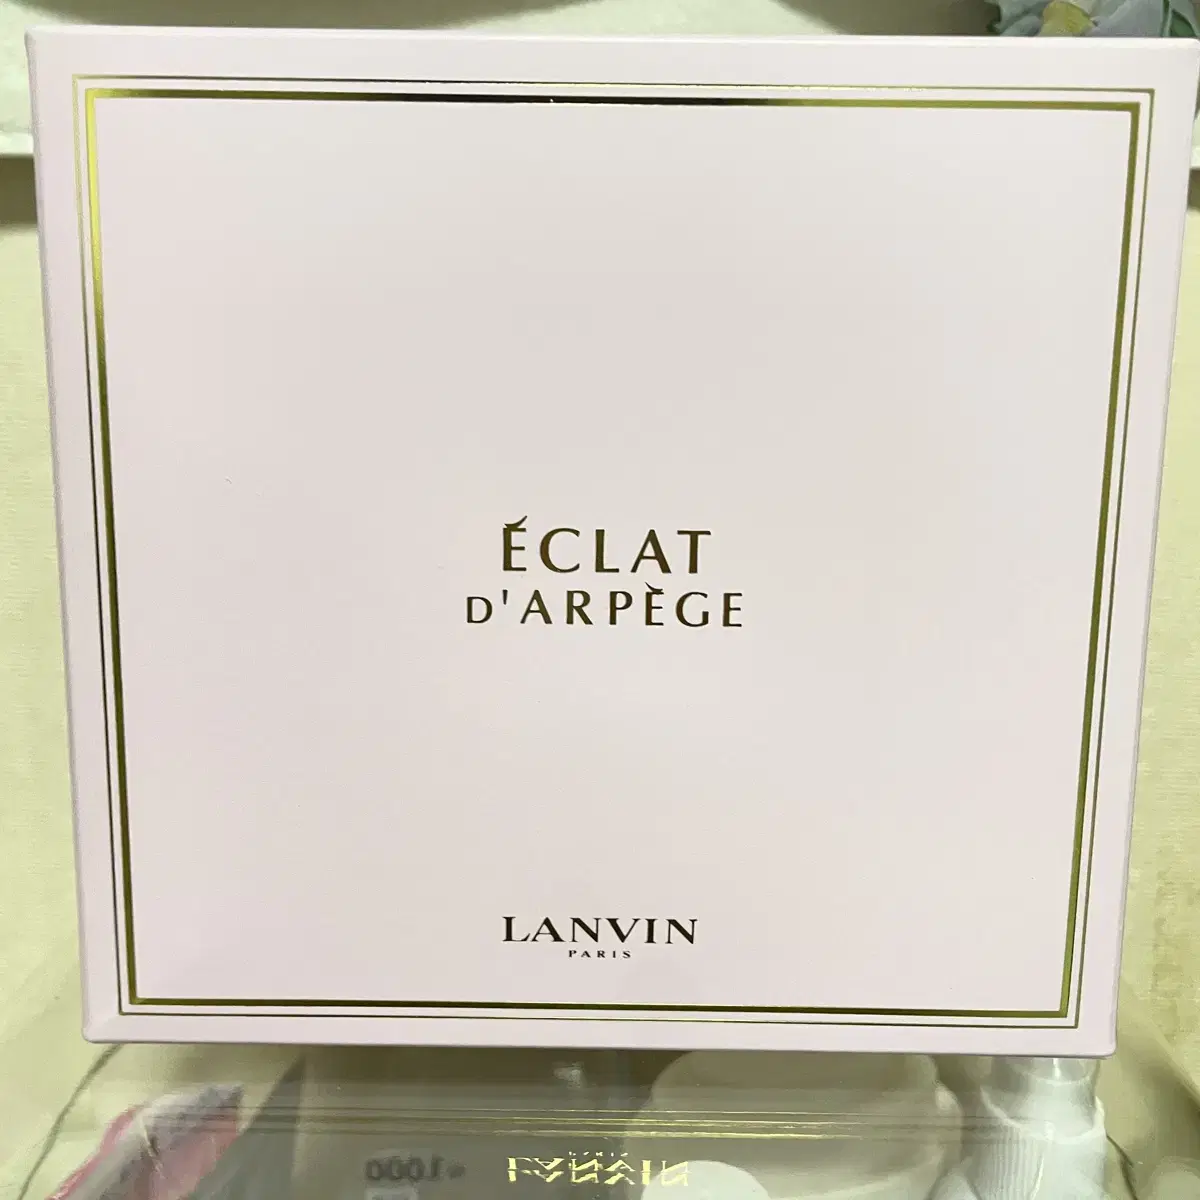 ÉCLAT
D'ARPÈGE
LANVIN
PARIS